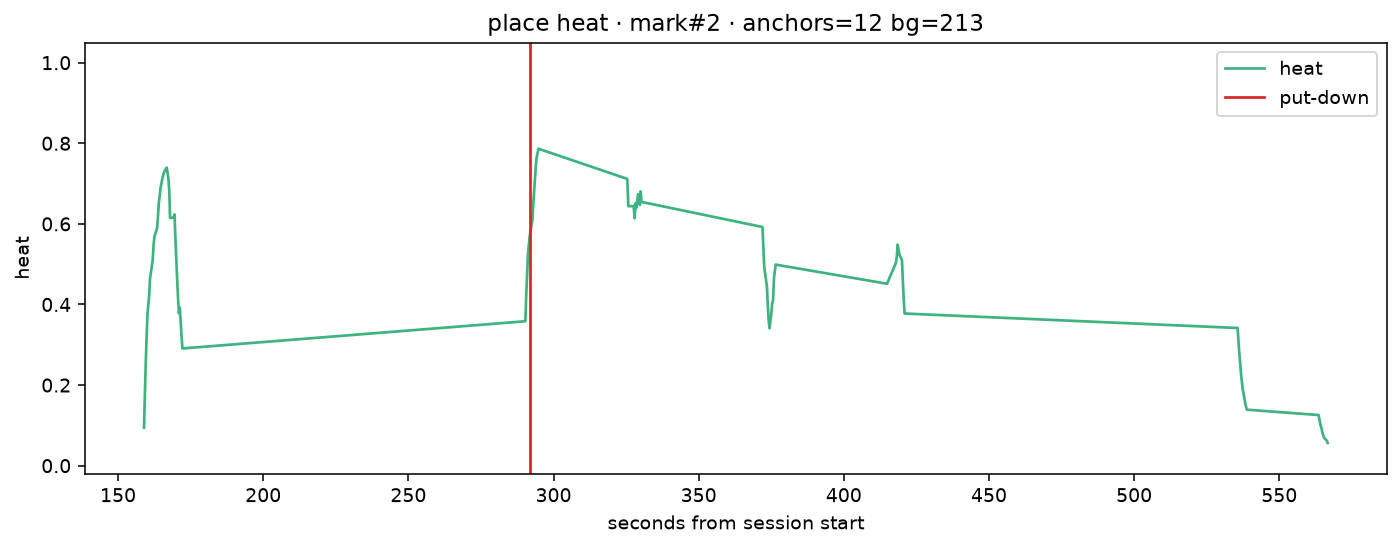 place heat · mark#2 · anchors=12 bg=213
heat
put-down
1.0
0.8
0.6
0.4
0.2
0.0
heat
150 200 250 300 350 400 450 500 550
seconds from session start